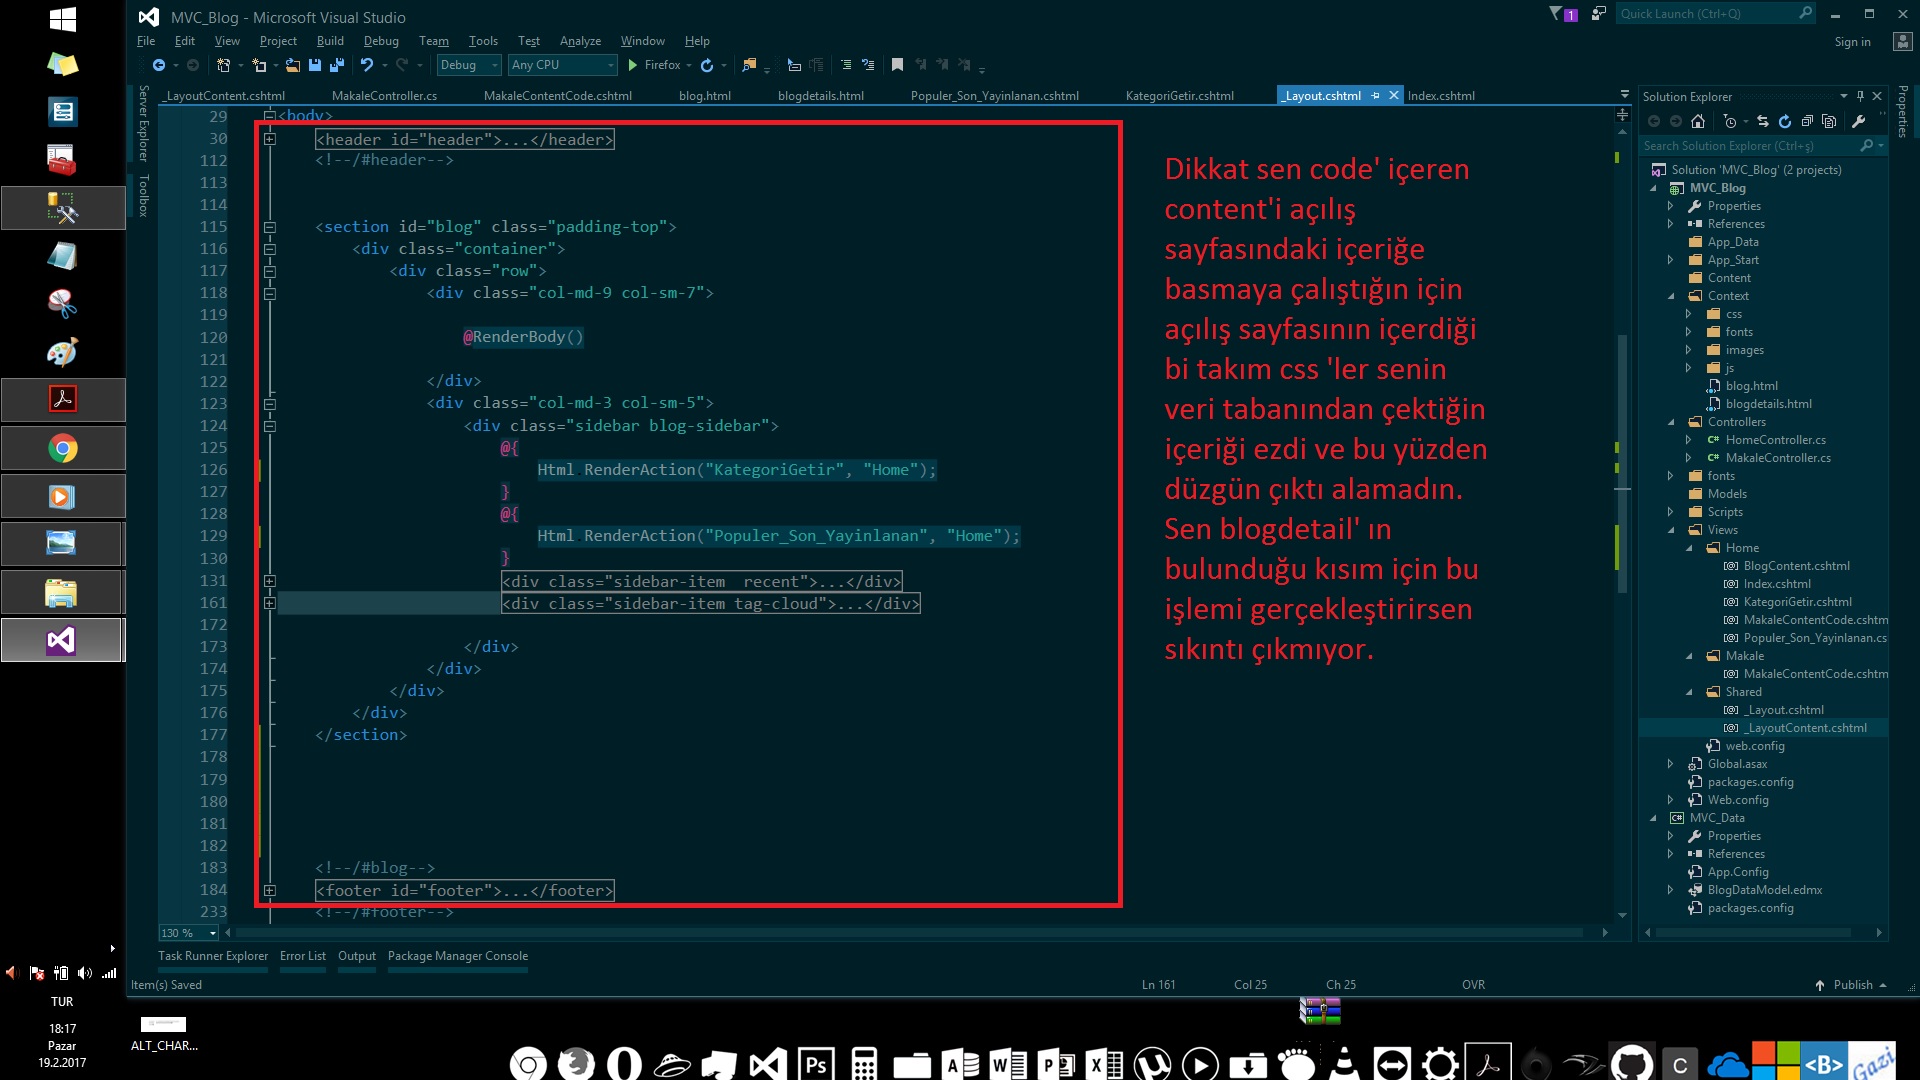 MVC_Blog - Microsoft Visual Studio
1
Quick Launch (Ctrl+Q)
File Edit View Project Build Debug Team Tools Test Analyze Window Help
Sign in
Debug Any CPU Firefox
Server Explorer
Toolbox
_LayoutContent.cshtml MakaleController.cs MakaleContentCode.cshtml blog.html blogdetails.html Populer_Son_Yayinlanan.cshtml KategoriGetir.cshtml _Layout.cshtml Index.cshtml
29 <body>
30 <header id="header">...</header>
112 <!--/#header-->
113
114
115 <section id="blog" class="padding-top">
116 <div class="container">
117 <div class="row">
118 <div class="col-md-9 col-sm-7">
119
120 @RenderBody()
121
122 </div>
123 <div class="col-md-3 col-sm-5">
124 <div class="sidebar blog-sidebar">
125 @{
126 Html.RenderAction("KategoriGetir", "Home");
127 }
128 @{
129 Html.RenderAction("Populer_Son_Yayinlanan", "Home");
130 }
131 <div class="sidebar-item  recent">...</div>
161 <div class="sidebar-item tag-cloud">...</div>
172
173 </div>
174 </div>
175 </div>
176 </div>
177 </section>
178
179
180
181
182
183 <!--/#blog-->
184 <footer id="footer">...</footer>
233 <!--/#footer-->
130 %
Dikkat sen code' içeren
content'i açılış
sayfasındaki içeriğe
basmaya çalıştığın için
açılış sayfasının içerdiği
bi takım css 'ler senin
veri tabanından çektiğin
içeriği ezdi ve bu yüzden
düzgün çıktı alamadın.
Sen blogdetail' ın
bulunduğu kısım için bu
işlemi gerçekleştirirsen
sıkıntı çıkmıyor.
Solution Explorer
Search Solution Explorer (Ctrl+ş)
Solution 'MVC_Blog' (2 projects)
MVC_Blog
Properties
References
App_Data
App_Start
Content
Context
css
fonts
images
js
blog.html
blogdetails.html
Controllers
HomeController.cs
MakaleController.cs
fonts
Models
Scripts
Views
Home
BlogContent.cshtml
Index.cshtml
KategoriGetir.cshtml
MakaleContentCode.cshtm
Populer_Son_Yayinlanan.cs
Makale
MakaleContentCode.cshtm
Shared
_Layout.cshtml
_LayoutContent.cshtml
web.config
Global.asax
packages.config
Web.config
MVC_Data
Properties
References
App.Config
BlogDataModel.edmx
packages.config
Properties
Task Runner Explorer Error List Output Package Manager Console
Item(s) Saved Ln 161 Col 25 Ch 25 OVR Publish
TUR
18:17
Pazar
19.2.2017
ALT_CHAR...
Ps
C
<B>
Gazi